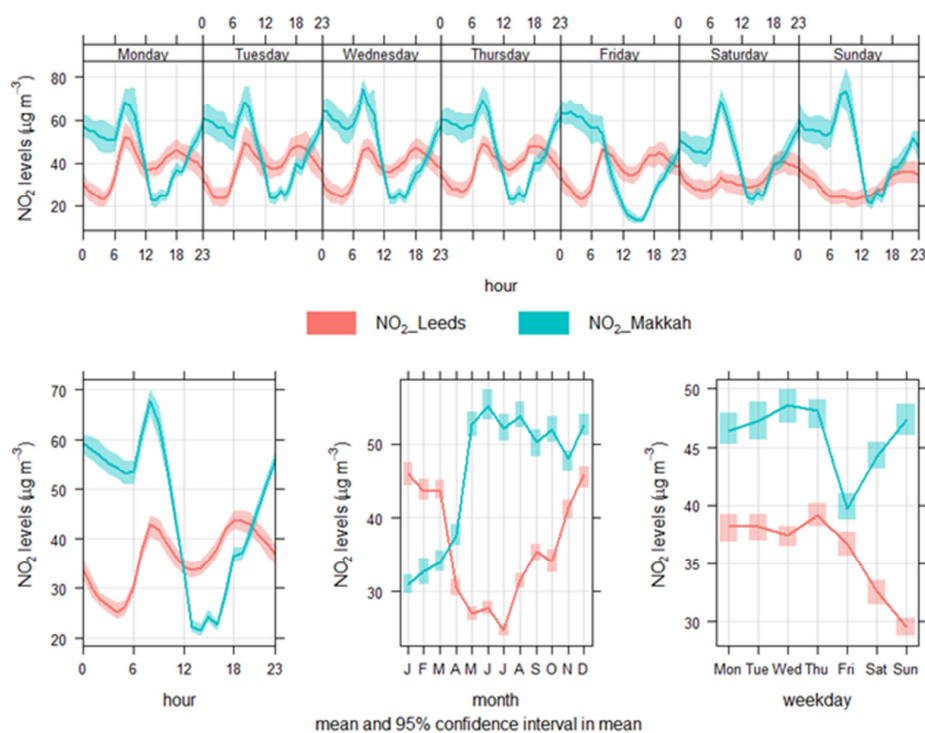 0 6 12 18 23 0 6 12 18 23 0 6 12 18 23
Monday Tuesday Wednesday Thursday Friday Saturday Sunday
80
60
40
20
NO₂ levels (µg m⁻³)
0 6 12 18 23 0 6 12 18 23 0 6 12 18 23 0 6 12 18 23
hour
NO₂_Leeds NO₂_Makkah
70
60
50
40
30
20
NO₂ levels (µg m⁻³)
0 6 12 18 23
hour
50
40
30
NO₂ levels (µg m⁻³)
J F M A M J J A S O N D
month
50
45
40
35
30
NO₂ levels (µg m⁻³)
Mon Tue Wed Thu Fri Sat Sun
weekday
mean and 95% confidence interval in mean